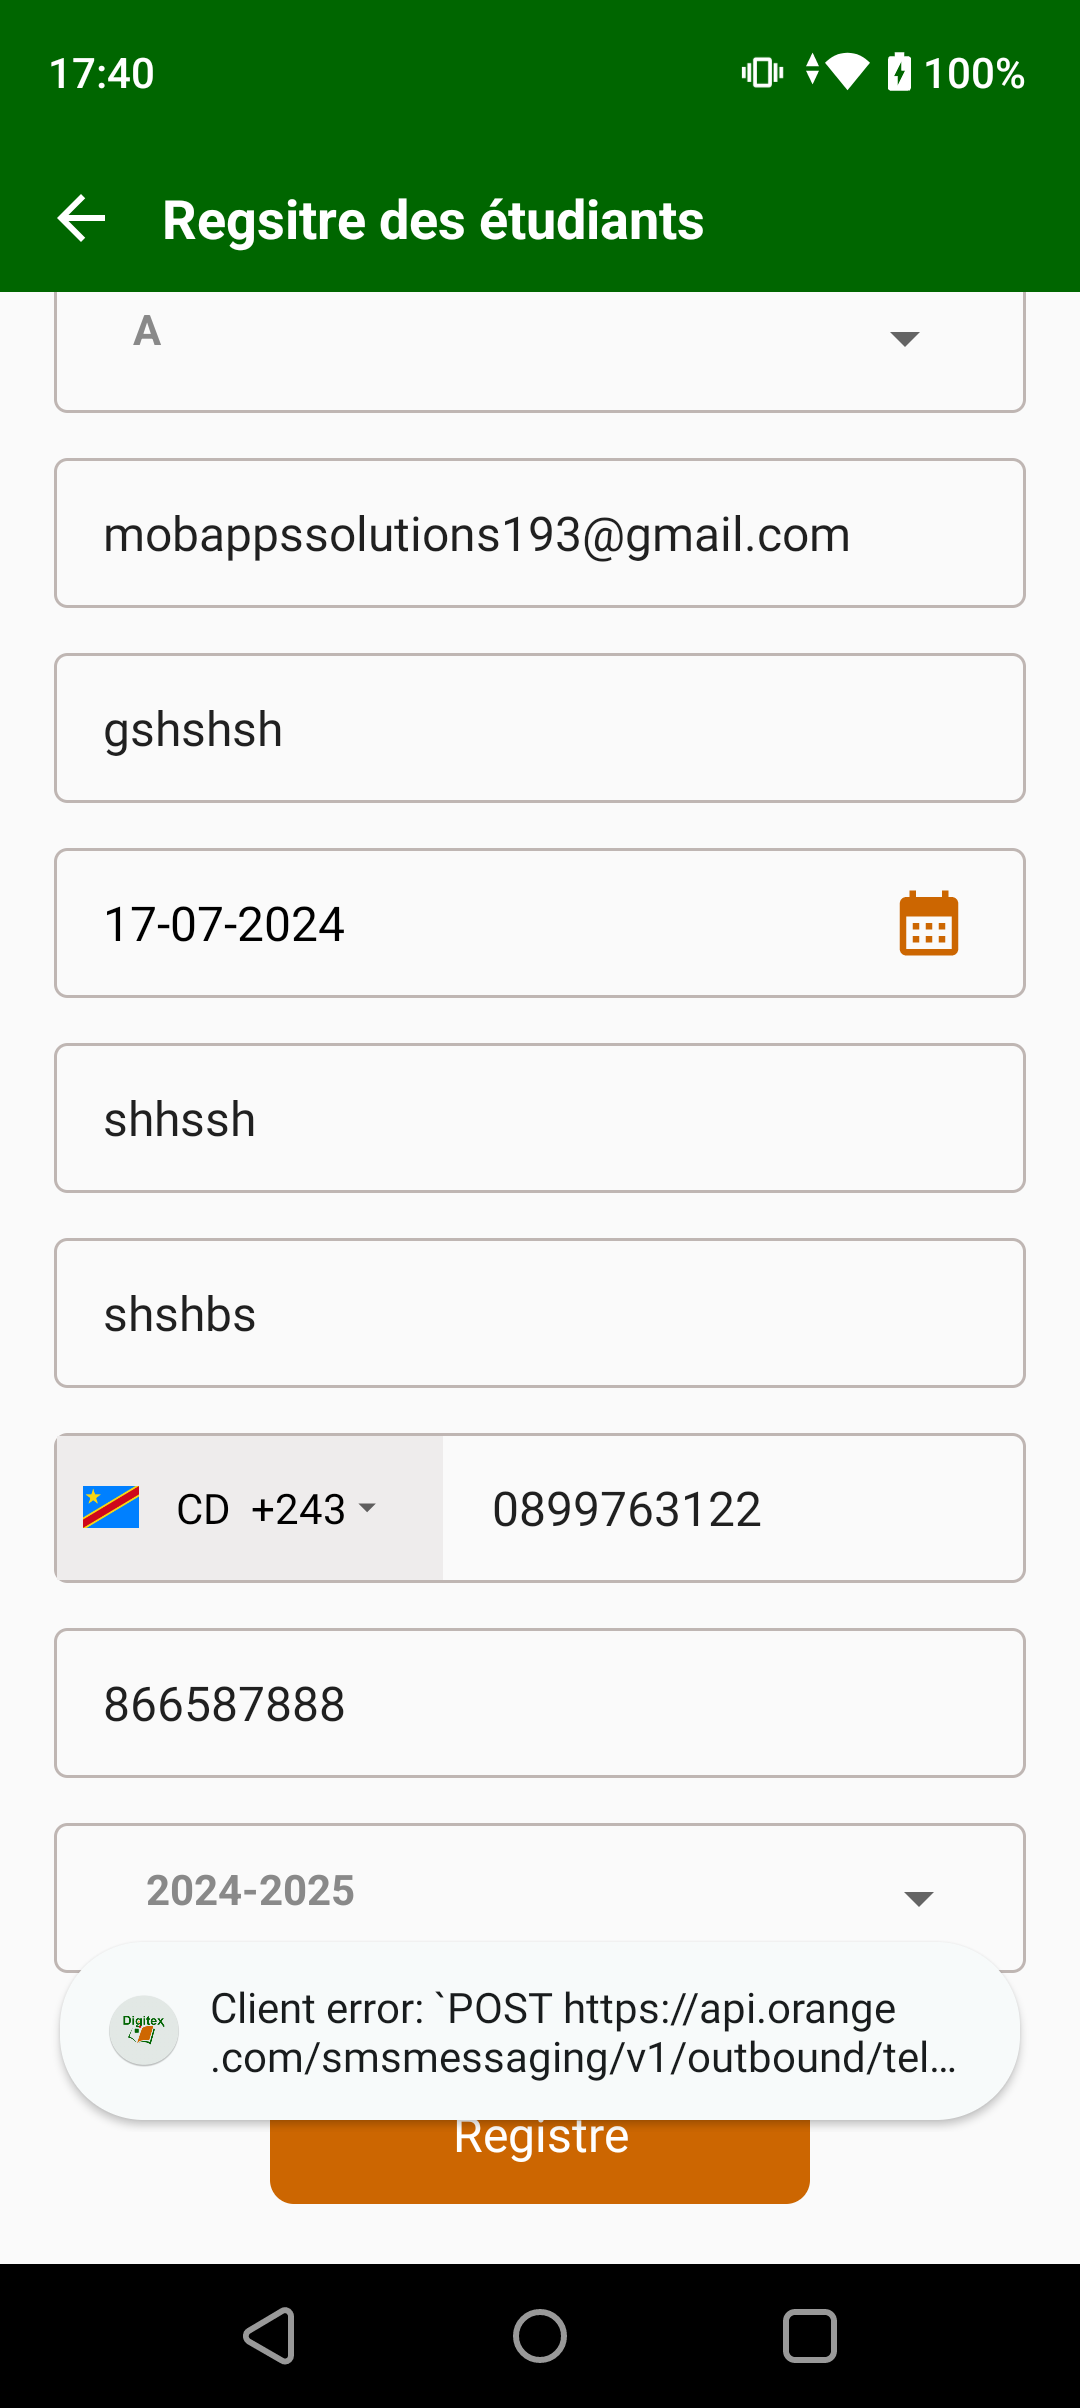 17:40
100%
Regsitre des étudiants
A
mobappssolutions193@gmail.com
gshshsh
17-07-2024
shhssh
shshbs
CD +243
0899763122
866587888
2024-2025
Digitex
Client error: `POST https://api.orange
.com/smsmessaging/v1/outbound/tel…
Registre